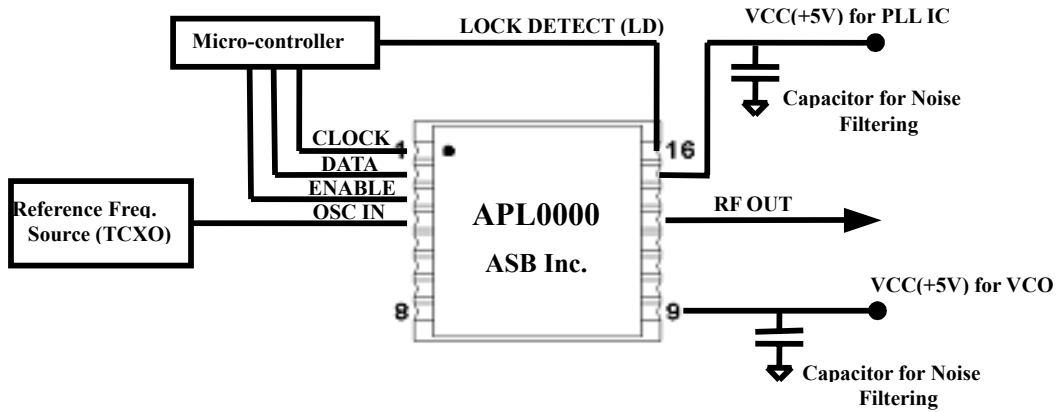 VCC(+5V) for PLL IC
LOCK DETECT (LD)
Micro-controller
Capacitor for Noise
Filtering
CLOCK
1
16
DATA
ENABLE
Reference Freq.
Source (TCXO)
OSC IN
APL0000
RF OUT
ASB Inc.
VCC(+5V) for VCO
8
9
Capacitor for Noise
Filtering